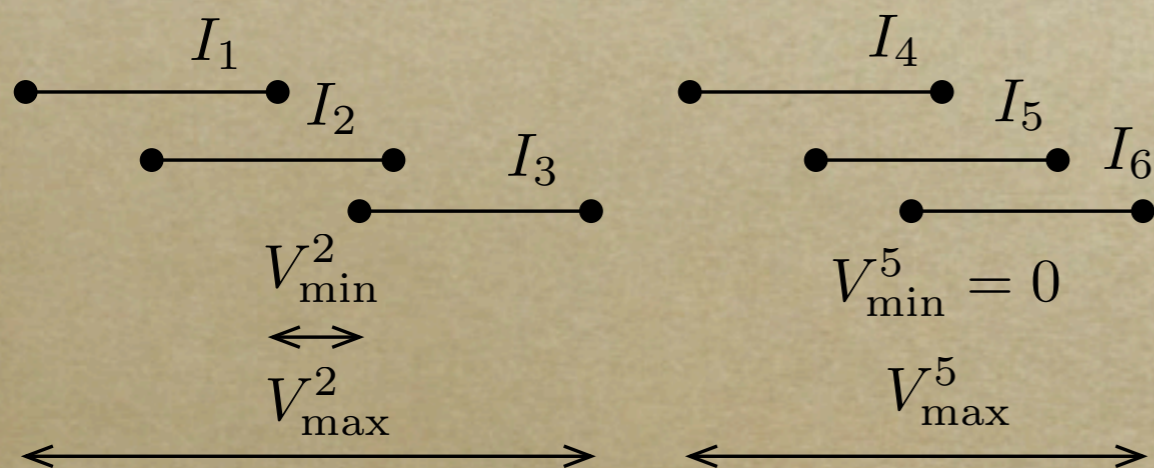 I₁
I₂
I₃
V²ₘᵢₙ
V²ₘₐₓ
I₄
I₅
I₆
V⁵ₘᵢₙ = 0
V⁵ₘₐₓ